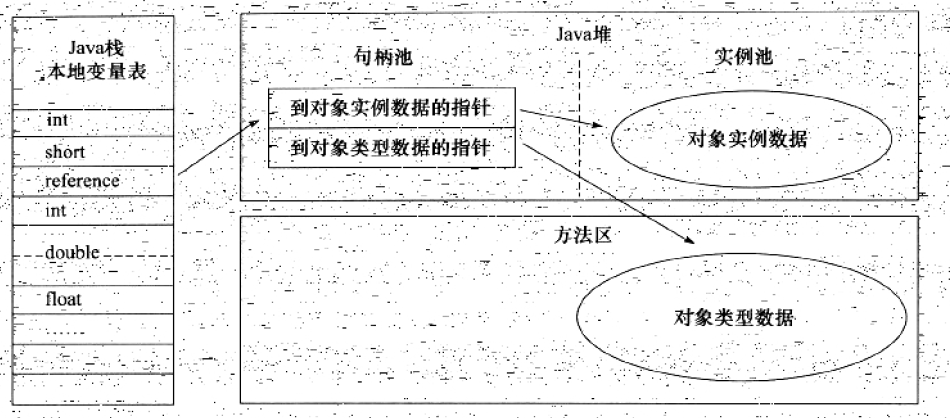 Java栈
本地变量表
int
short
reference
int
double
float
......
Java堆
句柄池
实例池
到对象实例数据的指针
到对象类型数据的指针
对象实例数据
方法区
对象类型数据